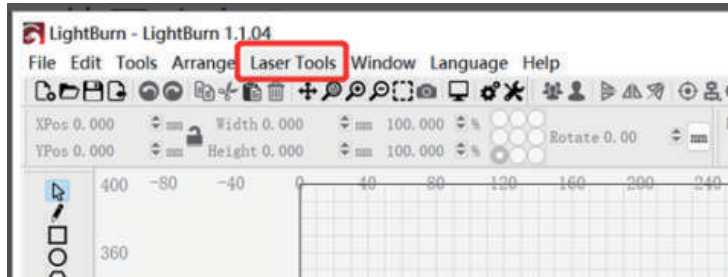 LightBurn - LightBurn 1.1.04
File Edit Tools Arrange Laser Tools Window Language Help
XPos 0.000 mm Width 0.000 mm 100.000 %
YPos 0.000 mm Height 0.000 mm 100.000 %
Rotate 0.00 mm
400 -80 -40 0 40 80 120 160 200 240
360